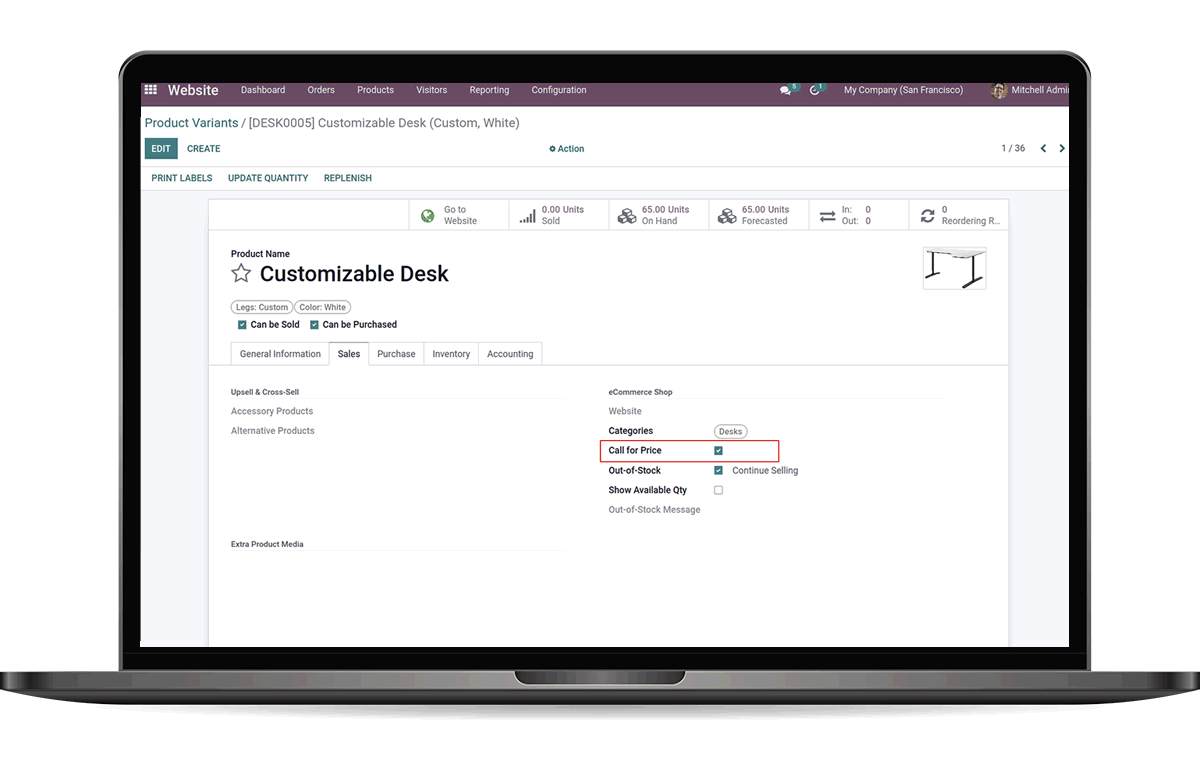 Website Dashboard Orders Products Visitors Reporting Configuration 5 1 My Company (San Francisco) Mitchell Admi
Product Variants / [DESK0005] Customizable Desk (Custom, White)
EDIT CREATE Action 1 / 36
PRINT LABELS UPDATE QUANTITY REPLENISH
Go to Website
0.00 Units Sold
65.00 Units On Hand
65.00 Units Forecasted
In: 0
Out: 0
0 Reordering R...
Product Name
Customizable Desk
Legs: Custom Color: White
Can be Sold Can be Purchased
General Information Sales Purchase Inventory Accounting
Upsell & Cross-Sell
Accessory Products
Alternative Products
eCommerce Shop
Website
Categories Desks
Call for Price
Out-of-Stock Continue Selling
Show Available Qty
Out-of-Stock Message
Extra Product Media